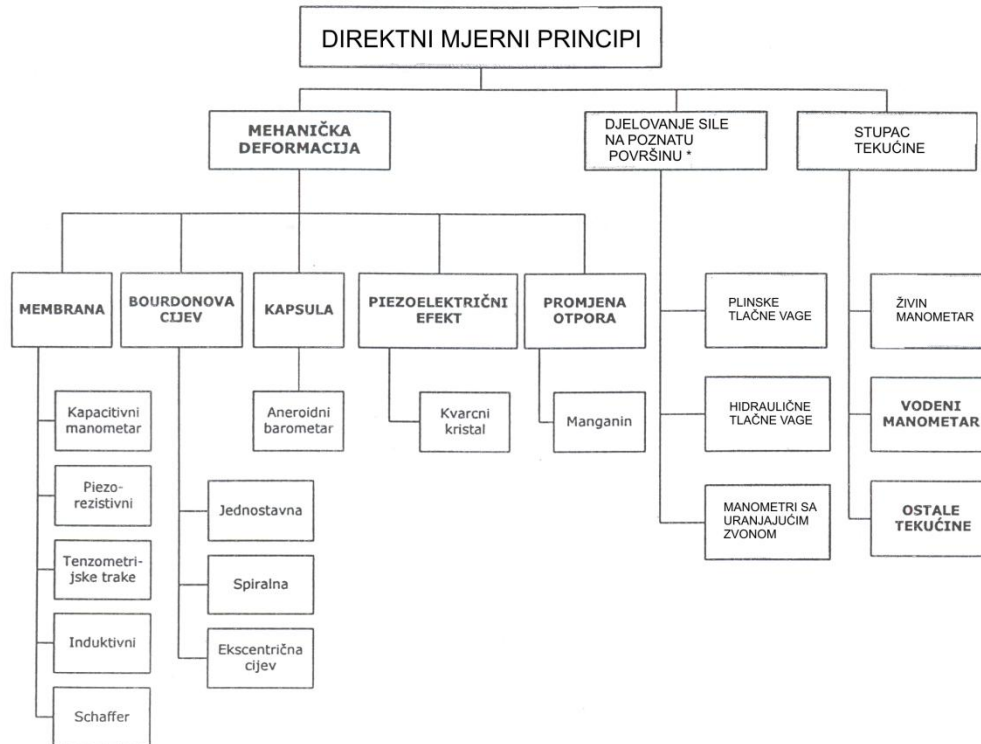 DIREKTNI MJERNI PRINCIPI
MEHANIČKA
DEFORMACIJA
DJELOVANJE SILE
NA POZNATU
POVRŠINU *
STUPAC
TEKUĆINE
MEMBRANA
BOURDONOVA
CIJEV
KAPSULA
PIEZOELEKTRIČNI
EFEKT
PROMJENA
OTPORA
PLINSKE
TLAČNE VAGE
ŽIVIN
MANOMETAR
Kapacitivni
manometar
Aneroidni
barometar
Kvarcni
kristal
Manganin
HIDRAULIČNE
TLAČNE VAGE
VODENI
MANOMETAR
Piezo-
rezistivni
Jednostavna
MANOMETRI SA
URANJAJUĆIM
ZVONOM
OSTALE
TEKUĆINE
Tenzometri-
jske trake
Spiralna
Induktivni
Ekscentrična
cijev
Schaffer